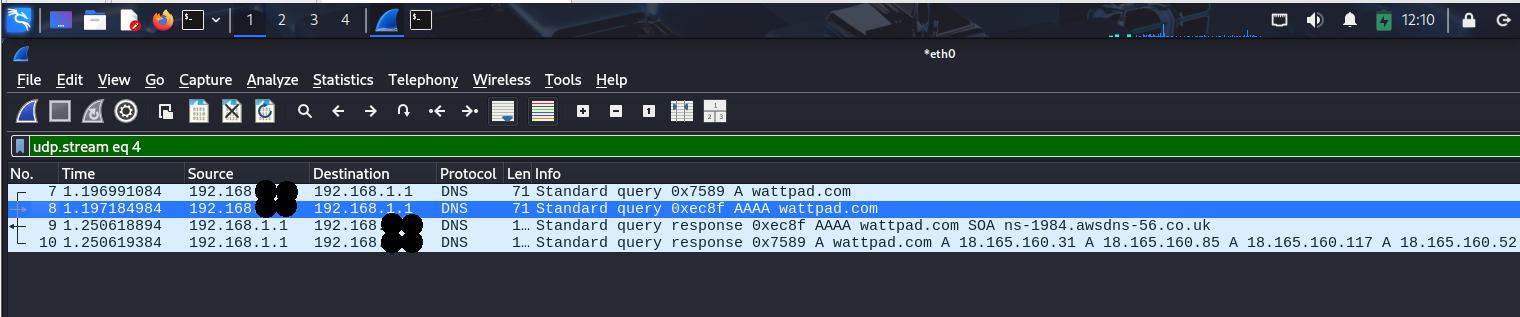 1 2 3 4 12:10
*eth0
File Edit View Go Capture Analyze Statistics Telephony Wireless Tools Help
udp.stream eq 4
No. Time Source Destination Protocol Len Info
7 1.196991084 192.168 192.168.1.1 DNS 71 Standard query 0x7589 A wattpad.com
8 1.197184984 192.168 192.168.1.1 DNS 71 Standard query 0xec8f AAAA wattpad.com
9 1.250618894 192.168.1.1 192.168 DNS 1… Standard query response 0xec8f AAAA wattpad.com SOA ns-1984.awsdns-56.co.uk
10 1.250619384 192.168.1.1 192.168 DNS 1… Standard query response 0x7589 A wattpad.com A 18.165.160.31 A 18.165.160.85 A 18.165.160.117 A 18.165.160.52